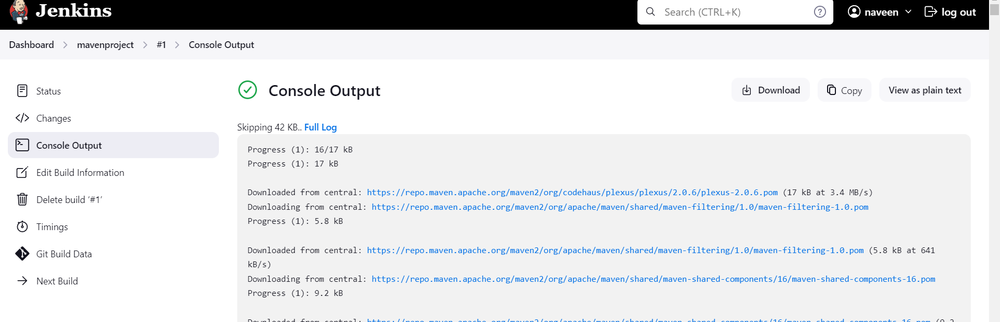 Jenkins
Search (CTRL+K)
naveen
log out
Dashboard
mavenproject
#1
Console Output
Status
Changes
Console Output
Edit Build Information
Delete build ‘#1’
Timings
Git Build Data
Next Build
Console Output
Download
Copy
View as plain text
Skipping 42 KB.. Full Log
Progress (1): 16/17 kB
Progress (1): 17 kB
Downloaded from central: https://repo.maven.apache.org/maven2/org/codehaus/plexus/plexus/2.0.6/plexus-2.0.6.pom (17 kB at 3.4 MB/s)
Downloading from central: https://repo.maven.apache.org/maven2/org/apache/maven/shared/maven-filtering/1.0/maven-filtering-1.0.pom
Progress (1): 5.8 kB
Downloaded from central: https://repo.maven.apache.org/maven2/org/apache/maven/shared/maven-filtering/1.0/maven-filtering-1.0.pom (5.8 kB at 641
kB/s)
Downloading from central: https://repo.maven.apache.org/maven2/org/apache/maven/shared/maven-shared-components/16/maven-shared-components-16.pom
Progress (1): 9.2 kB
Downloaded from central: https://repo.maven.apache.org/maven2/org/apache/maven/shared/maven-shared-components/16/maven-shared-components-16.pom (9.2